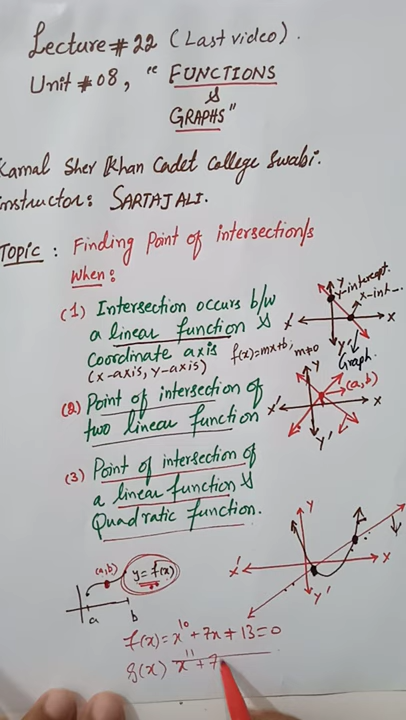 Lecture # 22 (Last video).
Unit # 08, " FUNCTIONS
&
GRAPHS"
Kamal Sher Khan Cadet College Swabi.
instructor: SARTAJ ALI.
Topic: Finding Point of intersection/s
When:
(1) Intersection occurs b/w
a linear function &
Coordinate axis
(x-axis, y-axis)
f(x)=mx+b, m≠0
Y
Y-intercept.
x-int-.
X'
X
Y'
Graph.
(2) Point of intersection of
two linear function
Y
(a,b)
X'
X
Y'
(3) Point of intersection of
a linear function &
Quadratic function.
Y
X'
X
Y'
(a,b)
y=f(x)
a
b
f(x)= x¹⁰ + 7x + 13 = 0
g(x) x¹¹ + 7